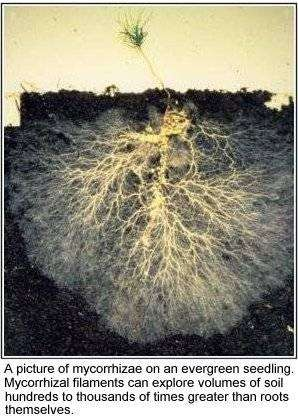 A picture of mycorrhizae on an evergreen seedling.
Mycorrhizal filaments can explore volumes of soil
hundreds to thousands of times greater than roots
themselves.